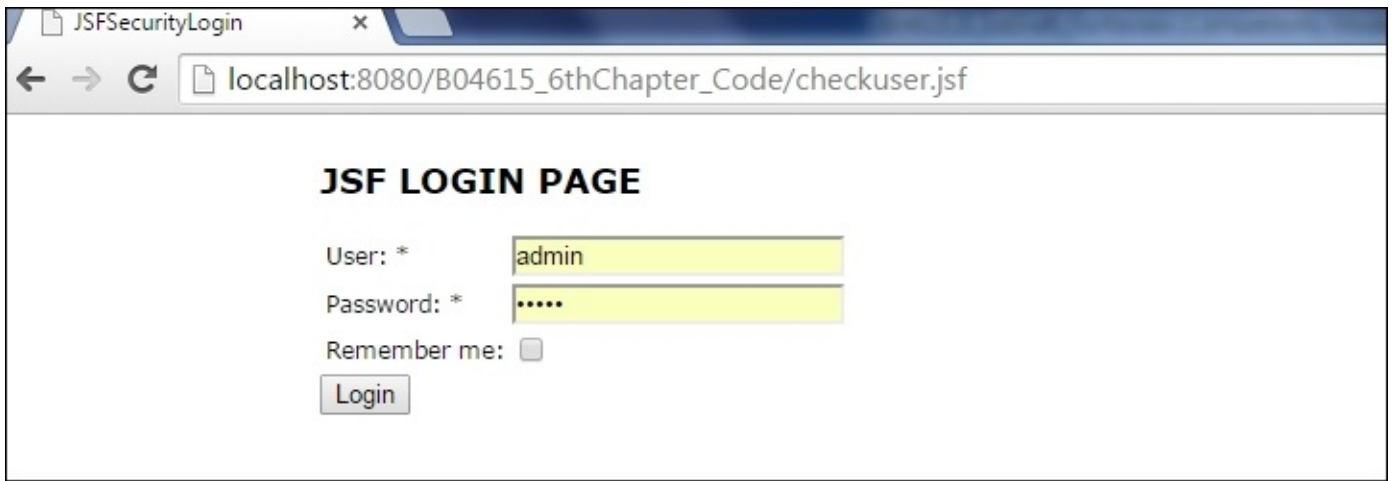 JSFSecurityLogin
localhost:8080/B04615_6thChapter_Code/checkuser.jsf
JSF LOGIN PAGE
User: * admin
Password: * •••••
Remember me:
Login